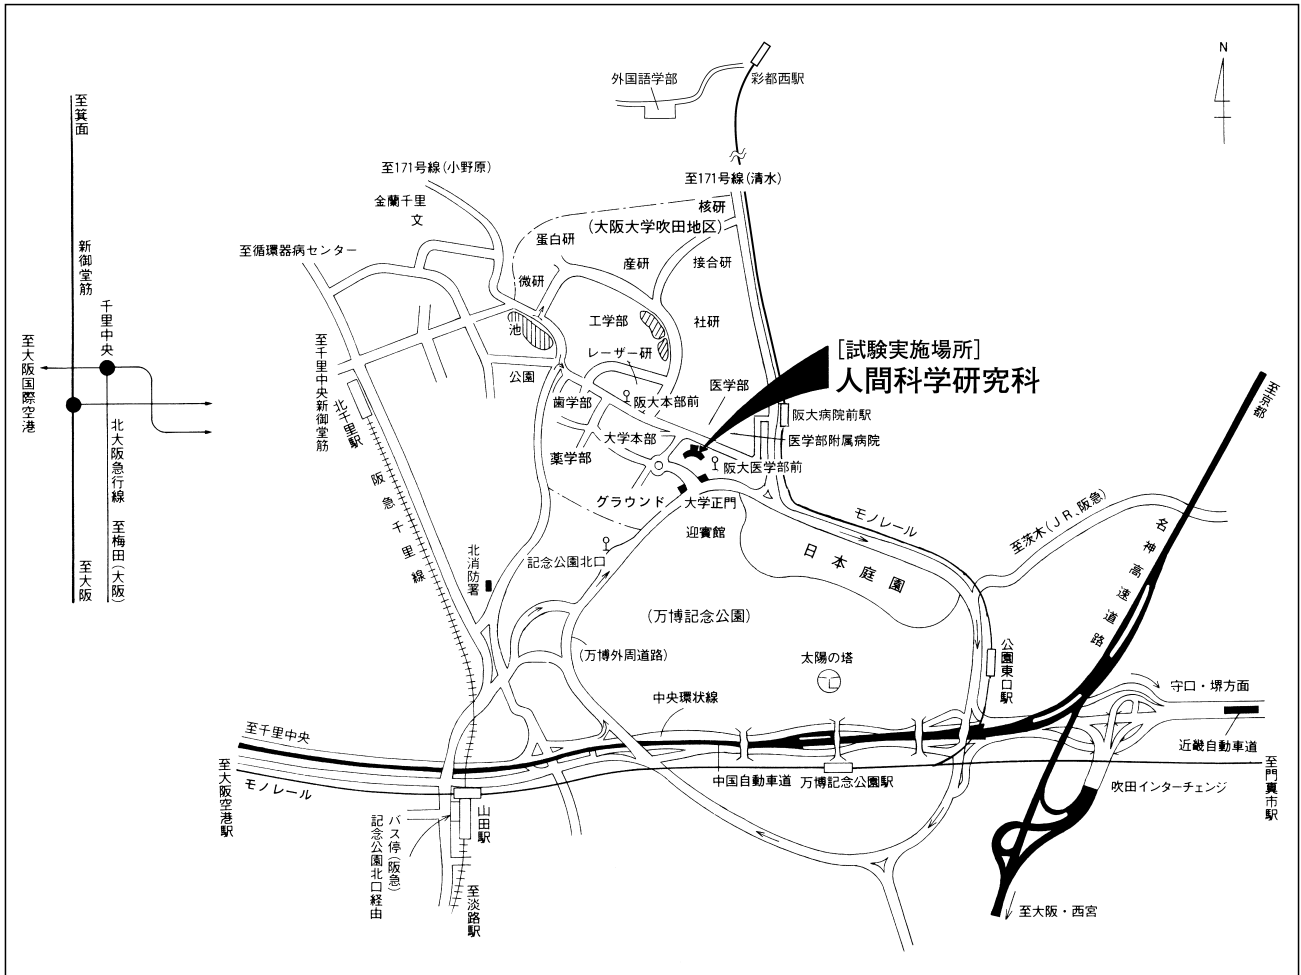 N
外国語学部
彩都西駅
至箕面
至171号線(小野原)
至171号線(清水)
金蘭千里
文
核研
(大阪大学吹田地区)
蛋白研
至循環器病センター
新御堂筋
産研
接合研
微研
千里中央
池
工学部
社研
至大阪国際空港
至千里中央新御堂筋
レーザー研
[試験実施場所]
人間科学研究科
公園
医学部
至京都
北千里駅
歯学部
阪大本部前
阪大病院前駅
北大阪急行線
大学本部
医学部附属病院
薬学部
阪大医学部前
阪急千里線
グラウンド
大学正門
モノレール
至茨木(JR、阪急)
名神高速道路
至梅田(大阪)
迎賓館
日本庭園
北消防署
記念公園北口
至大阪
(万博記念公園)
(万博外周道路)
太陽の塔
公園東口駅
中央環状線
守口・堺方面
至千里中央
近畿自動車道
至大阪空港駅
モノレール
中国自動車道
万博記念公園駅
吹田インターチェンジ
至門真市駅
山田駅
バス停(阪急)
記念公園北口経由
至淡路駅
至大阪・西宮